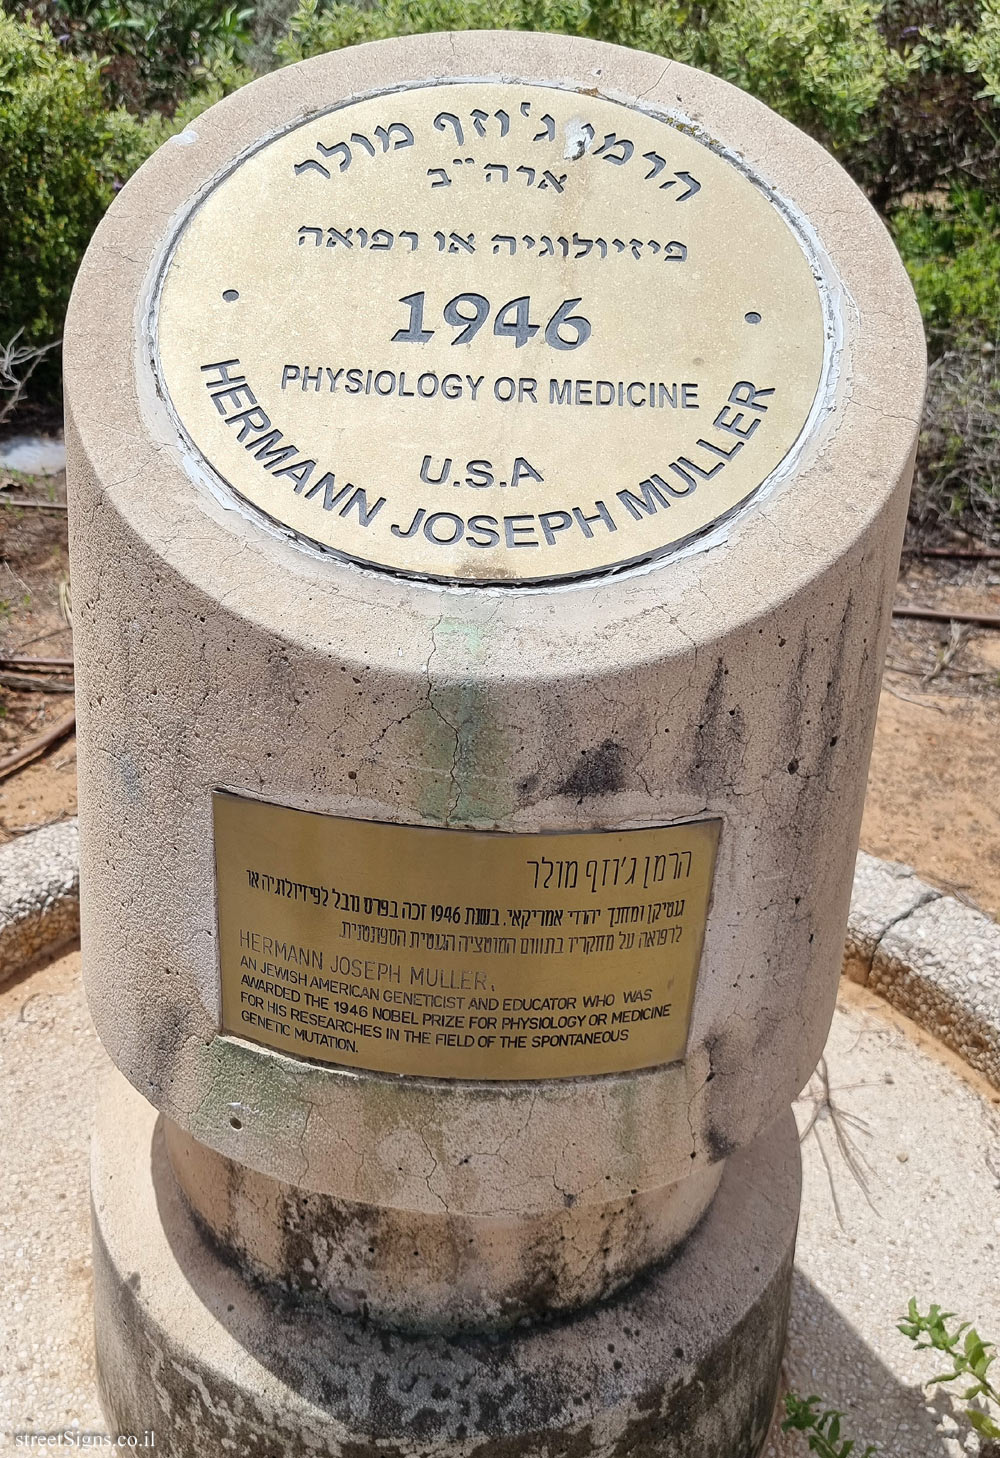 הרמן ג'וזף מולר
ארה"ב
פיזיולוגיה או רפואה
1946
PHYSIOLOGY OR MEDICINE
U.S.A
HERMANN JOSEPH MULLER
הרמן ג'וזף מולר
גנטיקן ומחנך יהודי אמריקאי. בשנת 1946 זכה בפרס נובל לפיזיולוגיה או
לרפואה על מחקריו בתחום המוטציה הגנטית הספונטנית.
HERMANN JOSEPH MULLER,
AN JEWISH AMERICAN GENETICIST AND EDUCATOR WHO WAS
AWARDED THE 1946 NOBEL PRIZE FOR PHYSIOLOGY OR MEDICINE
FOR HIS RESEARCHES IN THE FIELD OF THE SPONTANEOUS
GENETIC MUTATION.
streetSigns.co.il